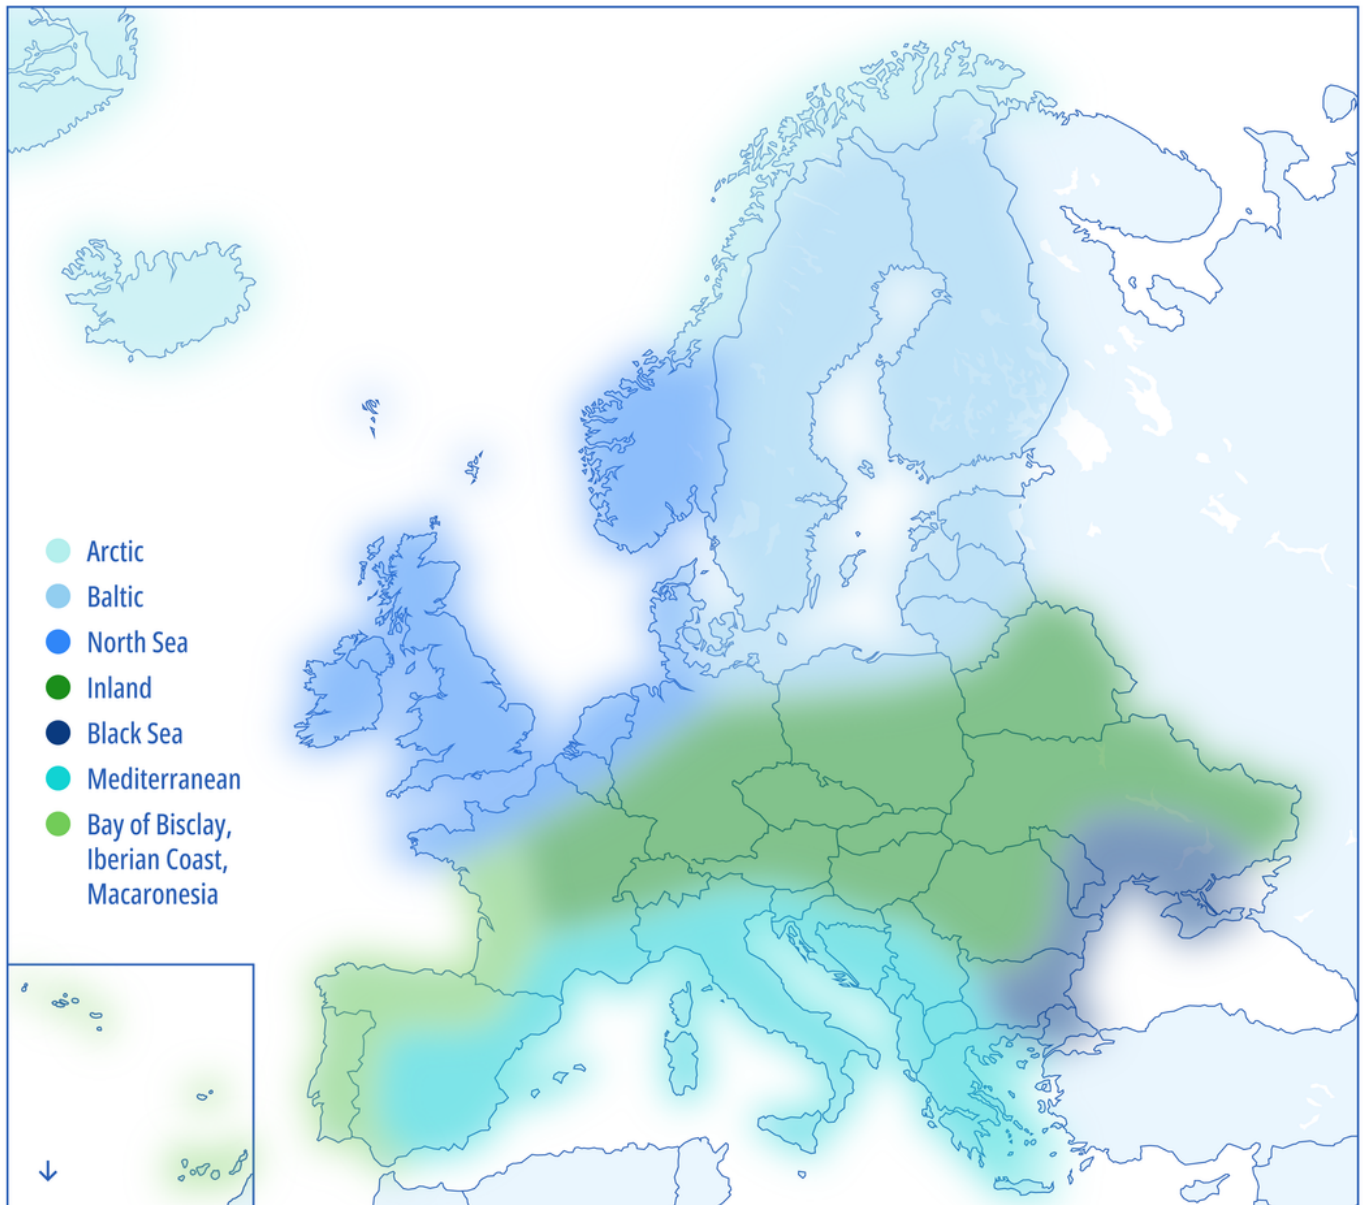 Arctic
Baltic
North Sea
Inland
Black Sea
Mediterranean
Bay of Bisclay,
Iberian Coast,
Macaronesia